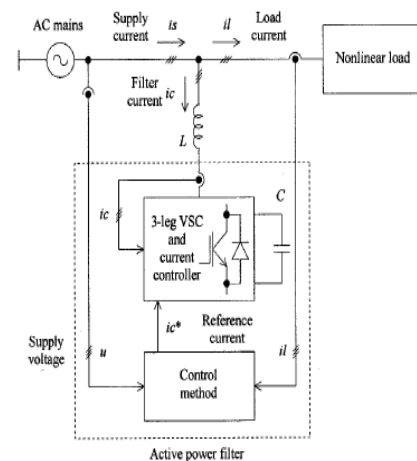 AC mains
Supply
current
is
il
Load
current
Nonlinear load
Filter
current
ic
L
ic
3-leg VSC
and
current
controller
C
Supply
voltage
u
ic*
Reference
current
il
Control
method
Active power filter